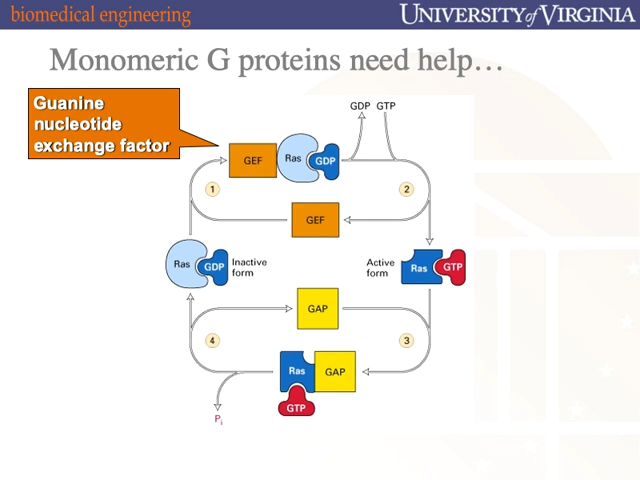 biomedical engineering
UNIVERSITY of VIRGINIA
Monomeric G proteins need help…
Guanine
nucleotide
exchange factor
GDP GTP
GEF
Ras
GDP
1
2
GEF
Ras
GDP
Inactive
form
Active
form
Ras
GTP
GAP
4
3
Ras
GAP
GTP
Pi